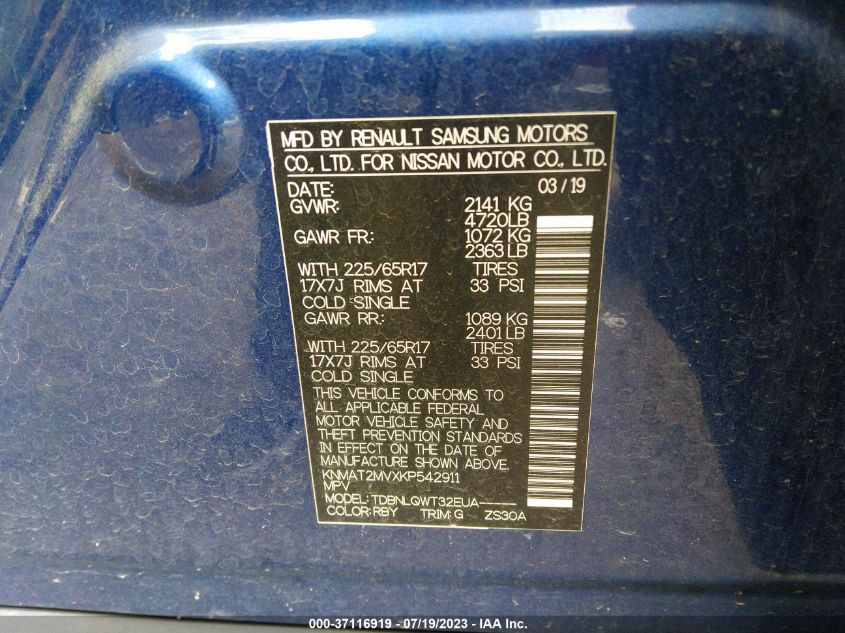 MFD BY RENAULT SAMSUNG MOTORS
CO., LTD. FOR NISSAN MOTOR CO., LTD.
DATE: 03/19
GVWR: 2141 KG
4720LB
GAWR FR.: 1072 KG
2363LB
WITH 225/65R17 TIRES
17X7J RIMS AT 33 PSI
COLD SINGLE
GAWR RR.: 1089 KG
2401LB
WITH 225/65R17 TIRES
17X7J RIMS AT 33 PSI
COLD SINGLE
THIS VEHICLE CONFORMS TO
ALL APPLICABLE FEDERAL
MOTOR VEHICLE SAFETY AND
THEFT PREVENTION STANDARDS
IN EFFECT ON THE DATE OF
MANUFACTURE SHOWN ABOVE.
KNMAT2MVXKP542911
MPV
MODEL: TDBNLQWT32EUA-----
COLOR:RBY TRIM:G ZS30A
000-37116919 - 07/19/2023 - IAA Inc.